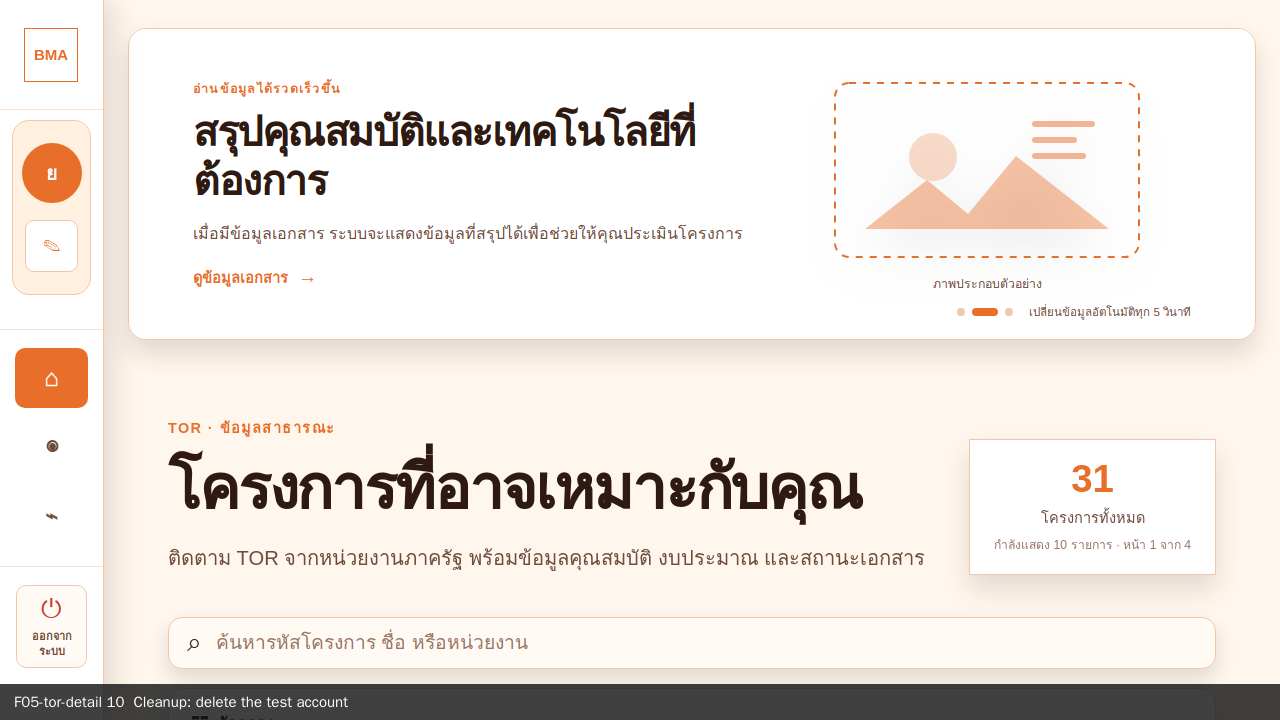 BMA
ย
ออกจาก
ระบบ
อ่านข้อมูลได้รวดเร็วขึ้น
สรุปคุณสมบัติและเทคโนโลยีที่
ต้องการ
เมื่อมีข้อมูลเอกสาร ระบบจะแสดงข้อมูลที่สรุปได้เพื่อช่วยให้คุณประเมินโครงการ
ดูข้อมูลเอกสาร →
ภาพประกอบตัวอย่าง
เปลี่ยนข้อมูลอัตโนมัติทุก 5 วินาที
TOR · ข้อมูลสาธารณะ
โครงการที่อาจเหมาะกับคุณ
ติดตาม TOR จากหน่วยงานภาครัฐ พร้อมข้อมูลคุณสมบัติ งบประมาณ และสถานะเอกสาร
31
โครงการทั้งหมด
กำลังแสดง 10 รายการ · หน้า 1 จาก 4
ค้นหารหัสโครงการ ชื่อ หรือหน่วยงาน
F05-tor-detail 10 Cleanup: delete the test account